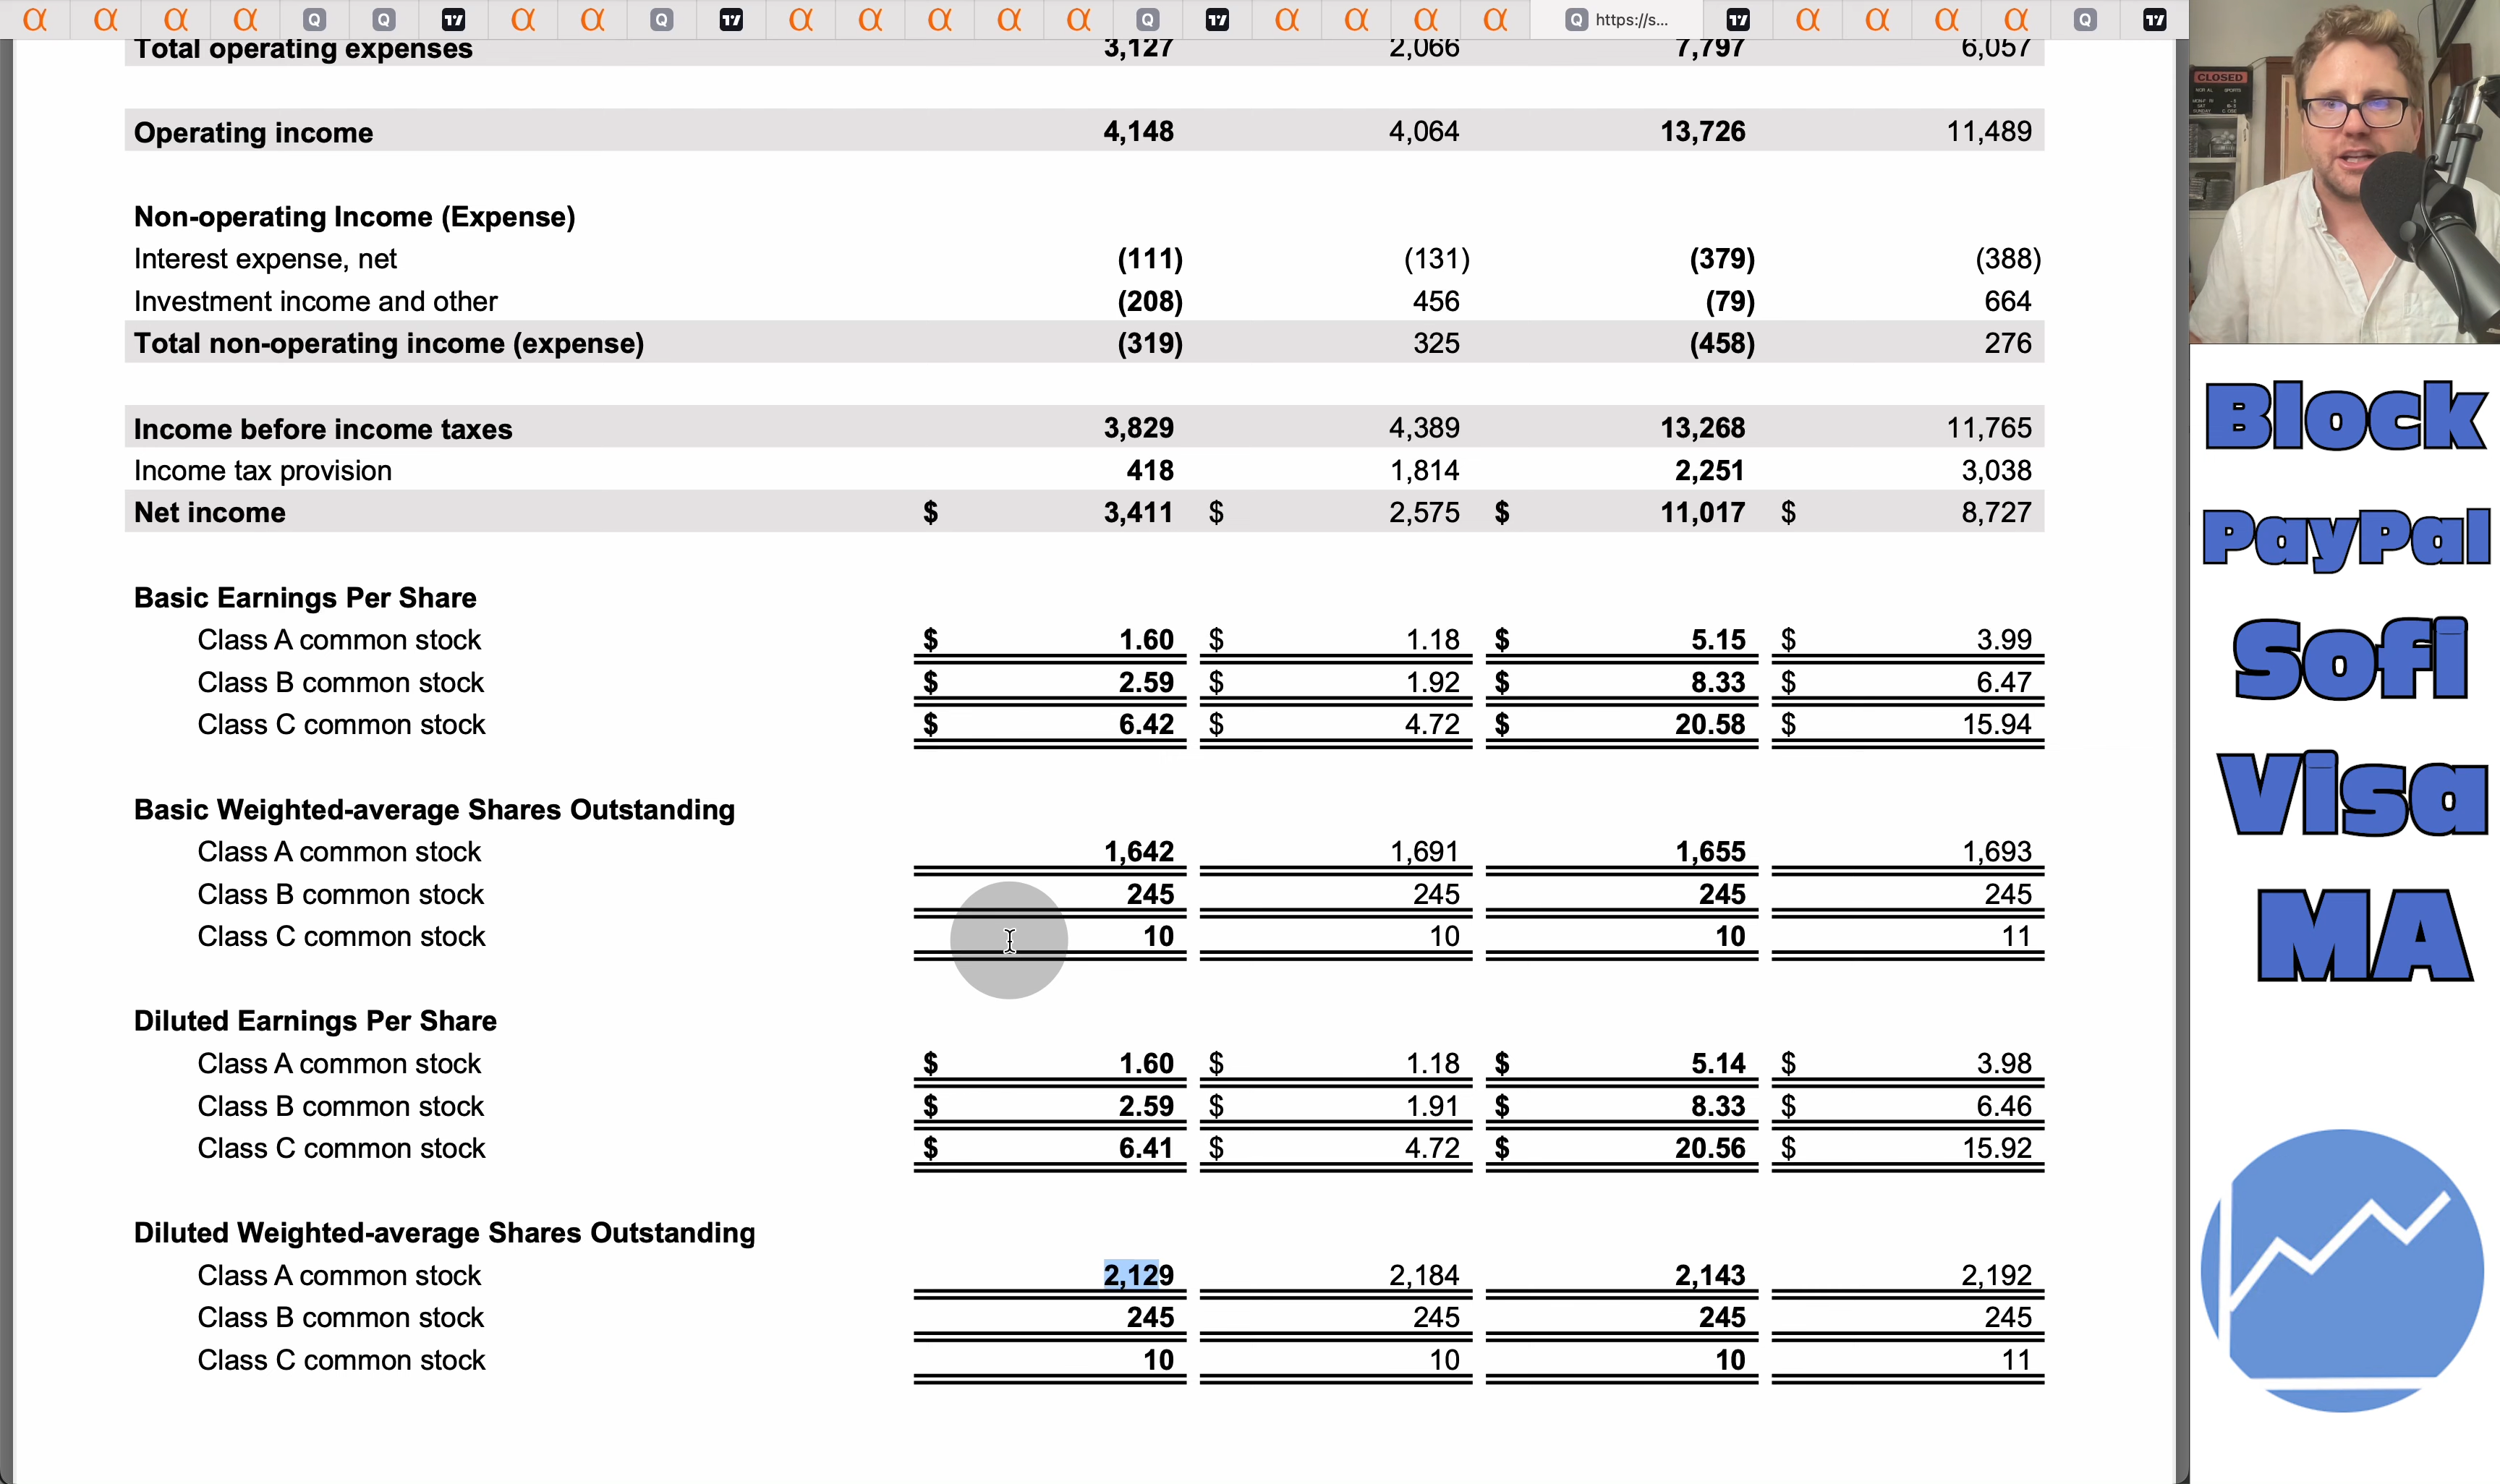 https://s...
Total operating expenses 3,127 2,066 7,797 6,057
Operating income 4,148 4,064 13,726 11,489
Non-operating Income (Expense)
Interest expense, net (111) (131) (379) (388)
Investment income and other (208) 456 (79) 664
Total non-operating income (expense) (319) 325 (458) 276
Income before income taxes 3,829 4,389 13,268 11,765
Income tax provision 418 1,814 2,251 3,038
Net income $ 3,411 $ 2,575 $ 11,017 $ 8,727
Basic Earnings Per Share
Class A common stock $ 1.60 $ 1.18 $ 5.15 $ 3.99
Class B common stock $ 2.59 $ 1.92 $ 8.33 $ 6.47
Class C common stock $ 6.42 $ 4.72 $ 20.58 $ 15.94
Basic Weighted-average Shares Outstanding
Class A common stock 1,642 1,691 1,655 1,693
Class B common stock 245 245 245 245
Class C common stock 10 10 10 11
Diluted Earnings Per Share
Class A common stock $ 1.60 $ 1.18 $ 5.14 $ 3.98
Class B common stock $ 2.59 $ 1.91 $ 8.33 $ 6.46
Class C common stock $ 6.41 $ 4.72 $ 20.56 $ 15.92
Diluted Weighted-average Shares Outstanding
Class A common stock 2,129 2,184 2,143 2,192
Class B common stock 245 245 245 245
Class C common stock 10 10 10 11
CLOSED
Block
PayPal
Sofi
Visa
MA